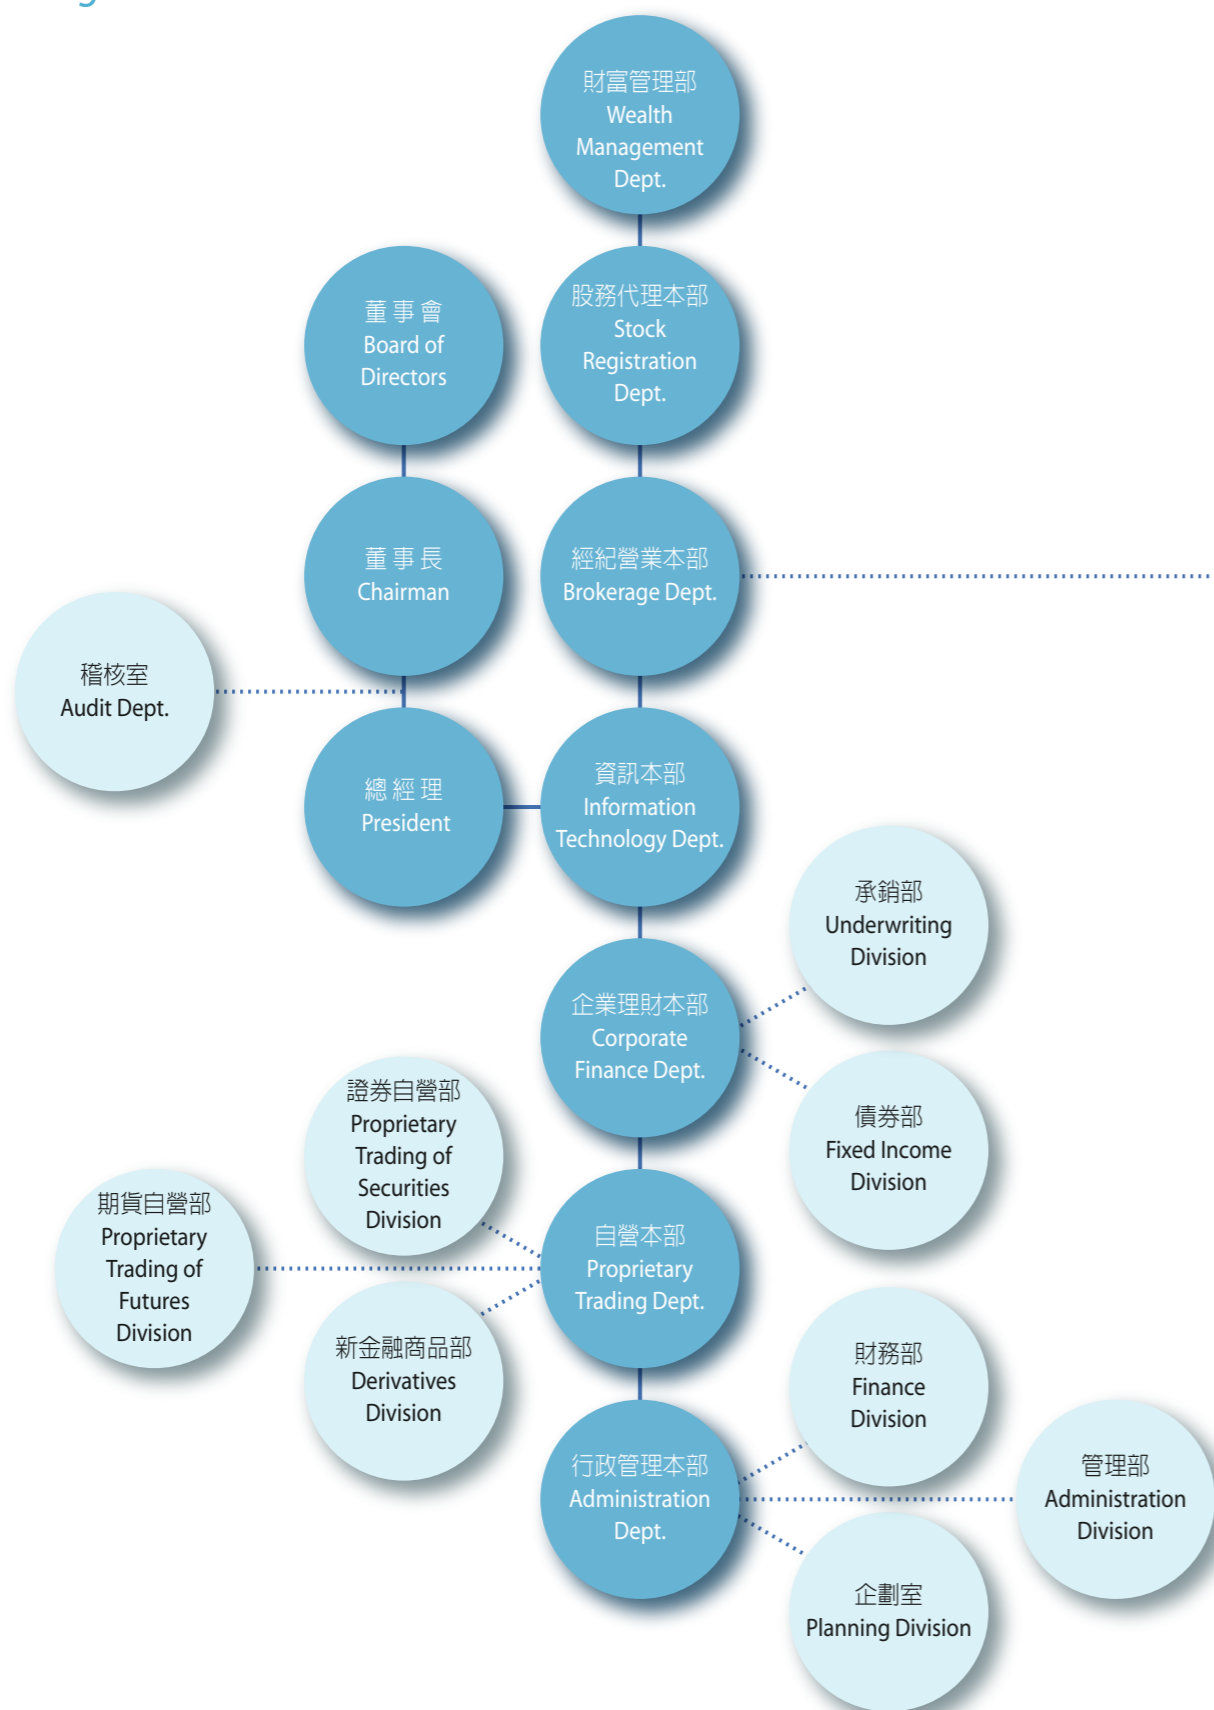 財富管理部
Wealth
Management
Dept.
董事會
Board of
Directors
股務代理本部
Stock
Registration
Dept.
董事長
Chairman
經紀營業本部
Brokerage Dept.
稽核室
Audit Dept.
總經理
President
資訊本部
Information
Technology Dept.
承銷部
Underwriting
Division
企業理財本部
Corporate
Finance Dept.
債券部
Fixed Income
Division
證券自營部
Proprietary
Trading of
Securities
Division
期貨自營部
Proprietary
Trading of
Futures
Division
自營本部
Proprietary
Trading Dept.
新金融商品部
Derivatives
Division
財務部
Finance
Division
行政管理本部
Administration
Dept.
管理部
Administration
Division
企劃室
Planning Division